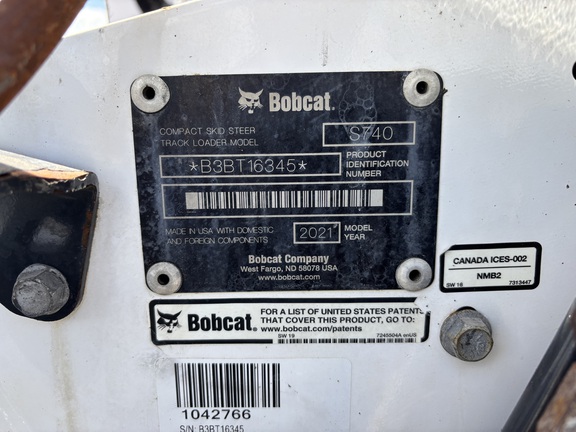 Bobcat.
COMPACT SKID STEER
TRACK LOADER MODEL
S740
*B3BT16345*
PRODUCT
IDENTIFICATION
NUMBER
MADE IN USA WITH DOMESTIC
AND FOREIGN COMPONENTS
2021
MODEL
YEAR
Bobcat Company
West Fargo, ND 58078 USA
www.bobcat.com
CANADA ICES-002
NMB2
SW 16 7313447
Bobcat.
FOR A LIST OF UNITED STATES PATENTS
THAT COVER THIS PRODUCT, GO TO:
www.bobcat.com/patents
SW 19 7245504A enUS
1042766
S/N: B3BT16345